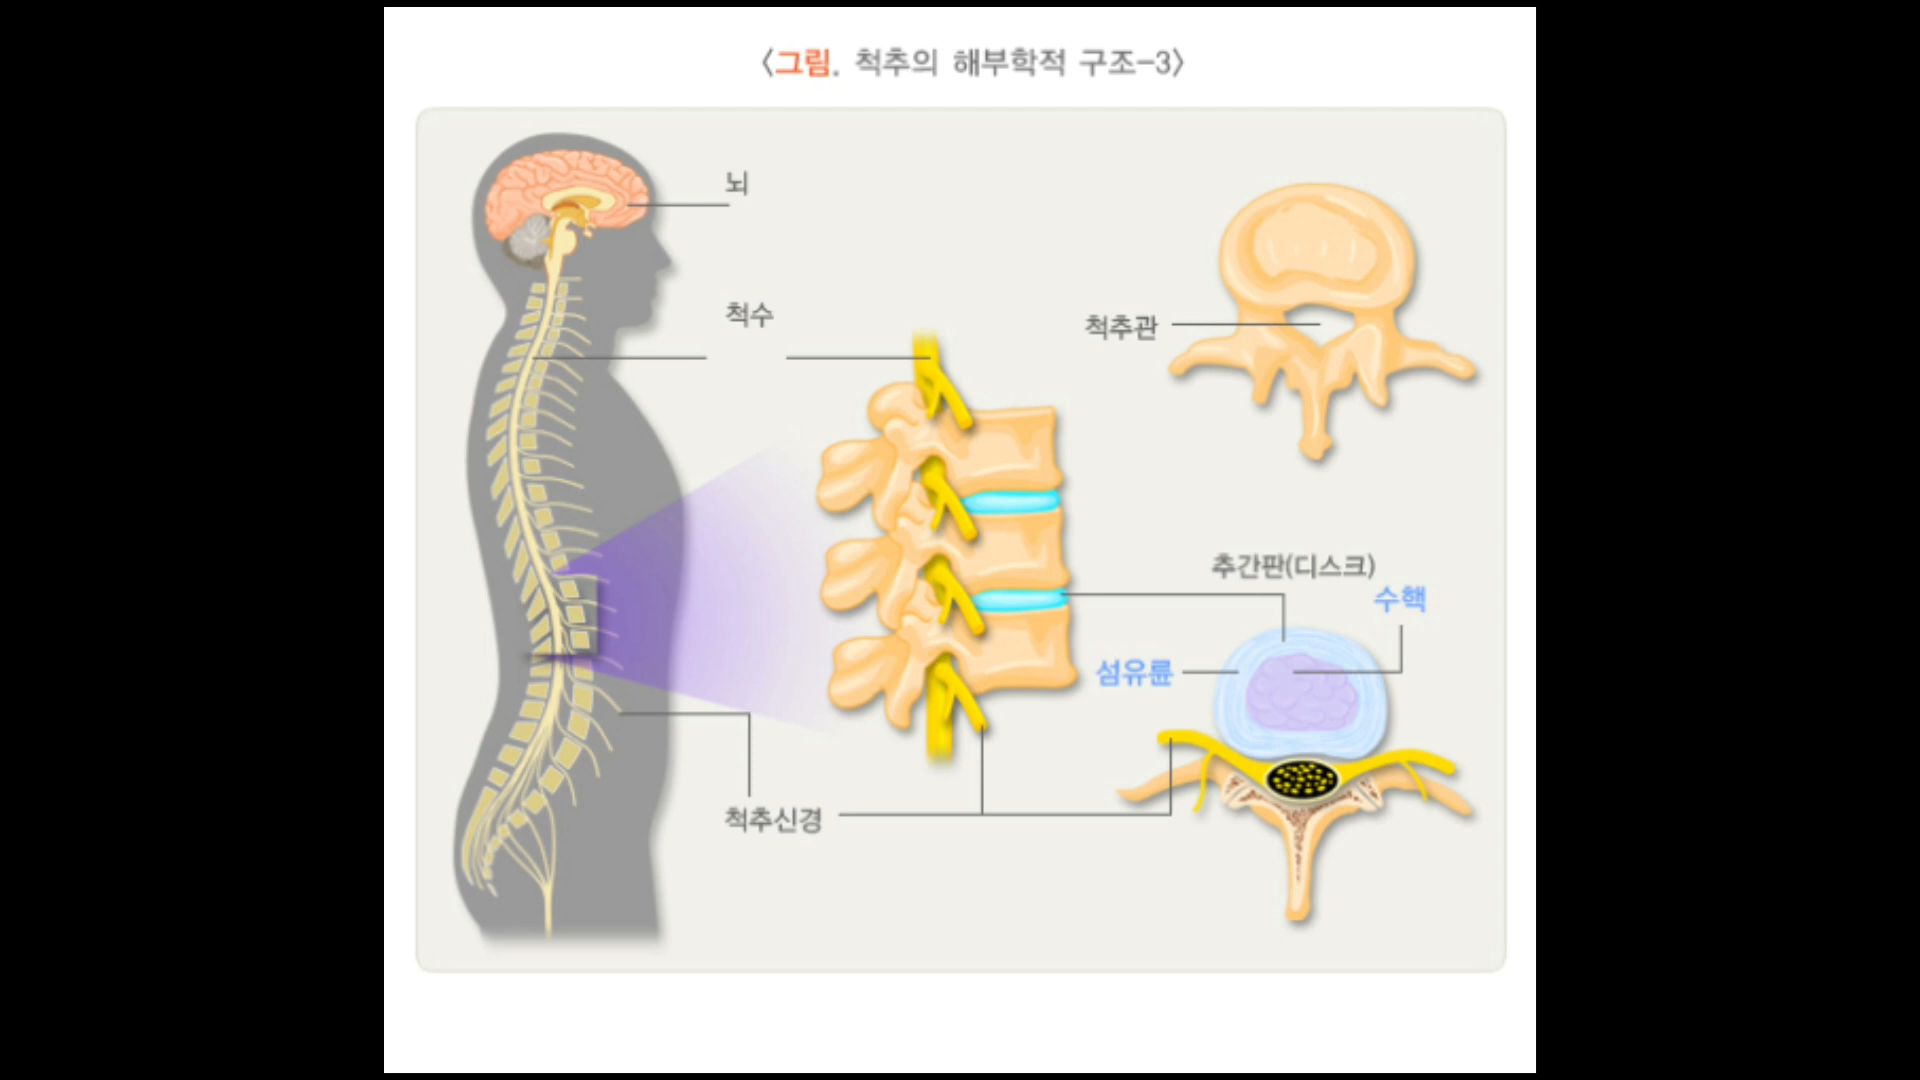 〈그림. 척추의 해부학적 구조-3〉
뇌
척수
척추관
추간판(디스크)
수핵
섬유륜
척추신경